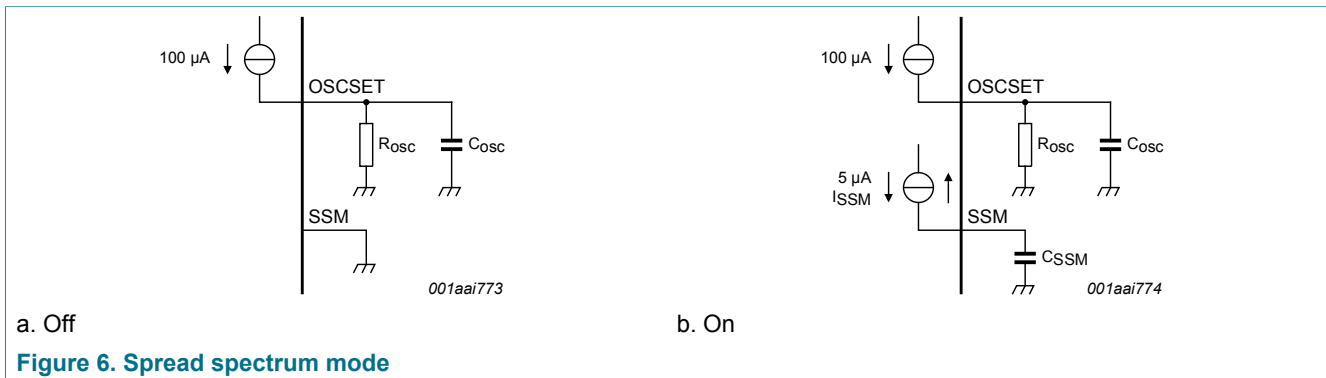 100 µA
OSCSET
Rosc
Cosc
SSM
001aai773
a. Off
100 µA
OSCSET
Rosc
Cosc
5 µA
ISSM
SSM
CSSM
001aai774
b. On
Figure 6. Spread spectrum mode